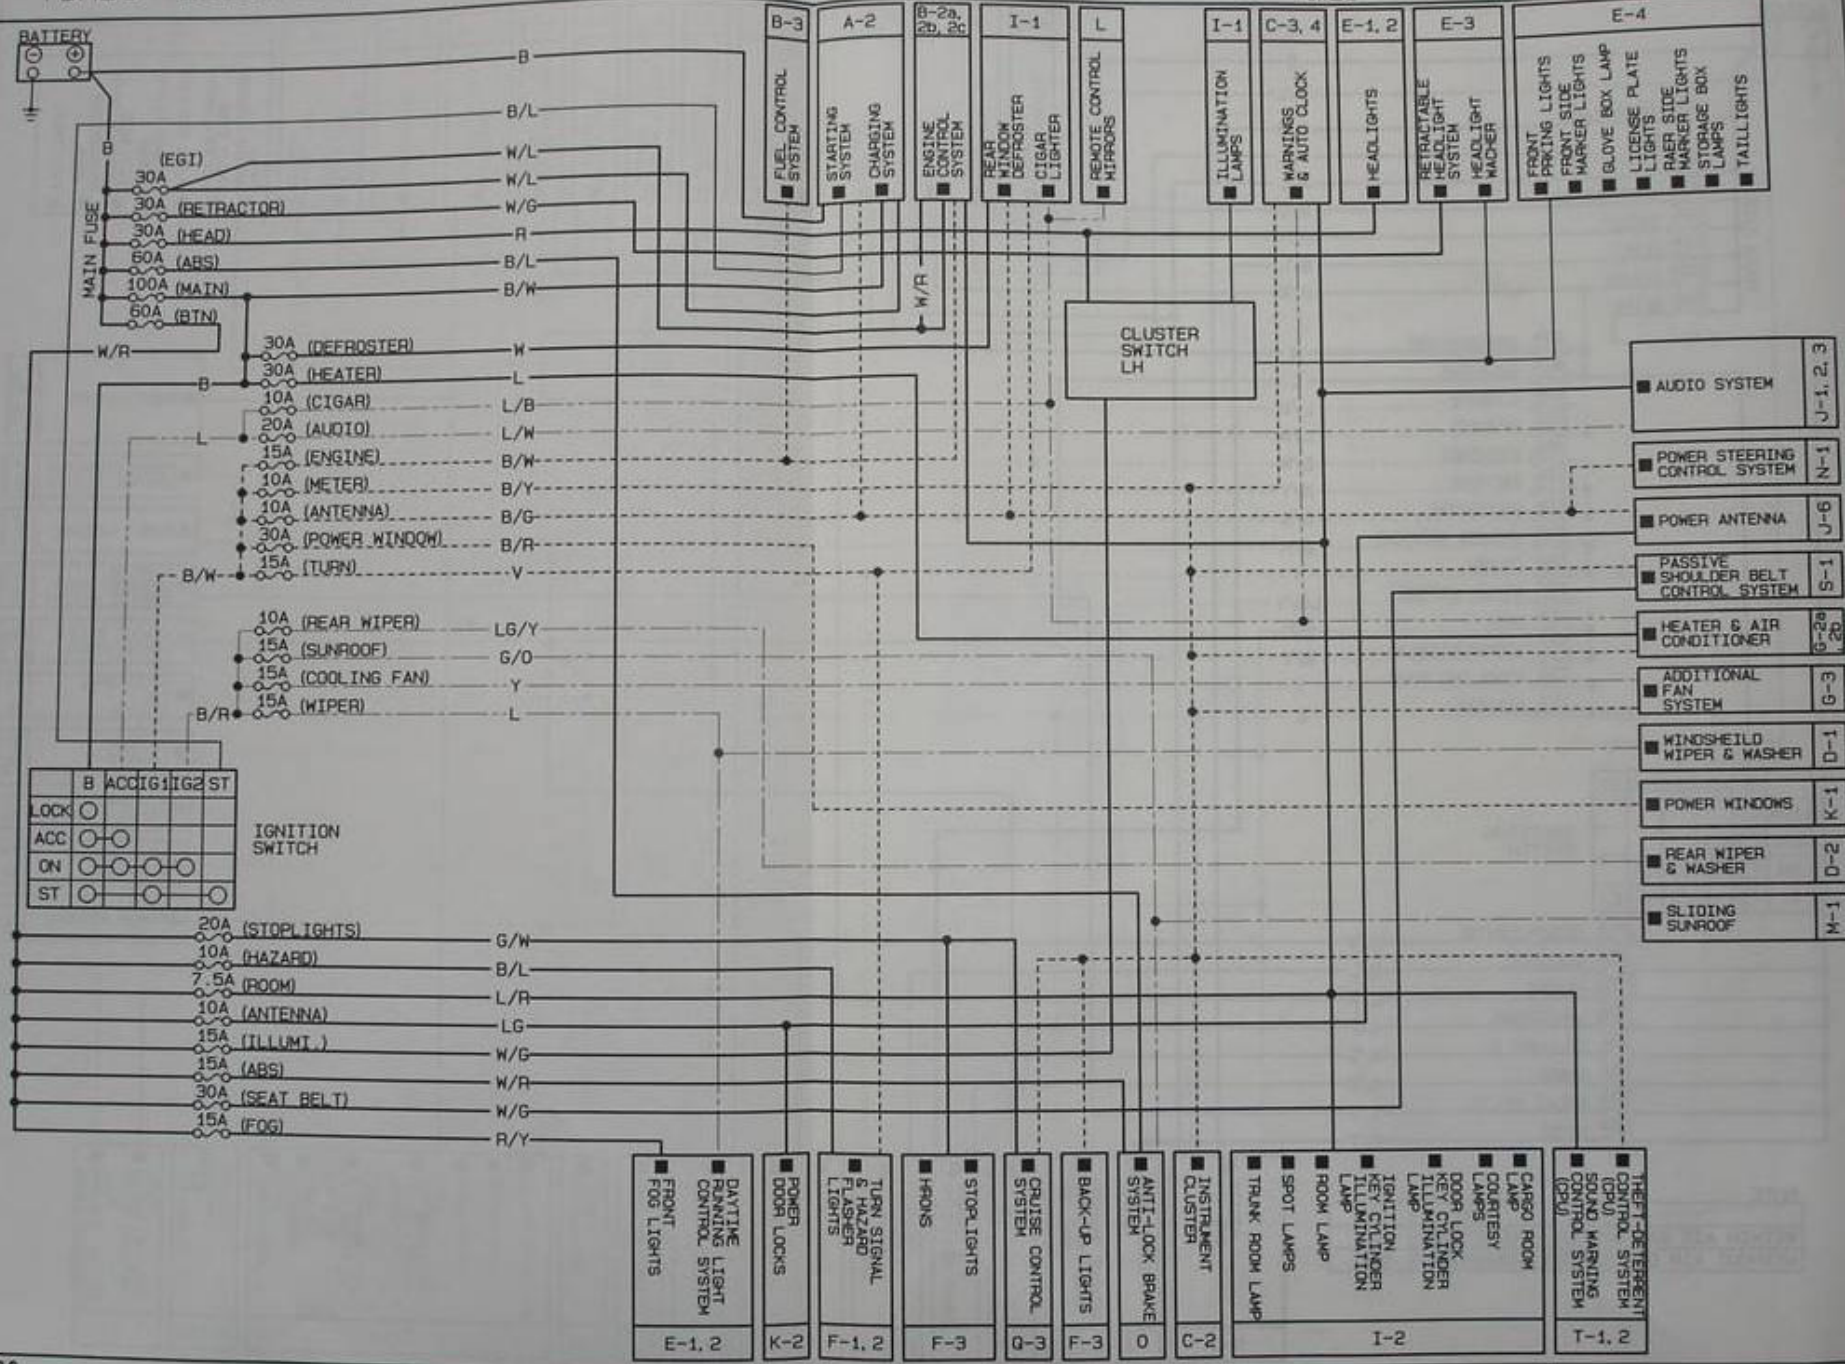 BATTERY
B-3
A-2
B-2a,
2b, 2c
I-1
L
I-1
C-3, 4
E-1, 2
E-3
E-4
FUEL CONTROL
SYSTEM
STARTING
SYSTEM
CHARGING
SYSTEM
ENGINE
CONTROL
SYSTEM
REAR
WINDOW
DEFROSTER
CIGAR
LIGHTER
REMOTE CONTROL
MIRRORS
ILLUMINATION
LAMPS
WARNINGS
& AUTO CLOCK
HEADLIGHTS
RETRACTABLE
HEADLIGHT
SYSTEM
HEADLIGHT
WACHER
FRONT
PRKING LIGHTS
FRONT SIDE
MARKER LIGHTS
GLOVE BOX LAMP
LICENSE PLATE
LIGHTS
RAER SIDE
MARKER LIGHTS
STORAGE BOX
LAMPS
TAILLIGHTS
B
B/L
B
MAIN FUSE
(EGI)
30A
W/L
W/L
30A (RETRACTOR) W/G
30A (HEAD) R
60A (ABS) B/L
100A (MAIN) B/W
60A (BTN)
W/R
W/R
30A (DEFROSTER) W
B
30A (HEATER) L
10A (CIGAR) L/B
L
20A (AUDIO) L/W
15A (ENGINE) B/W
10A (METER) B/Y
10A (ANTENNA) B/G
30A (POWER WINDOW) B/R
B/W
15A (TURN) V
10A (REAR WIPER) LG/Y
15A (SUNROOF) G/O
15A (COOLING FAN) Y
B/R
15A (WIPER) L
CLUSTER
SWITCH
LH
AUDIO SYSTEM
J-1, 2, 3
POWER STEERING
CONTROL SYSTEM
N-1
POWER ANTENNA
J-6
PASSIVE
SHOULDER BELT
CONTROL SYSTEM
S-1
HEATER & AIR
CONDITIONER
G-2a
, 2b
ADDITIONAL
FAN
SYSTEM
G-3
WINDSHEILD
WIPER & WASHER
D-1
POWER WINDOWS
K-1
REAR WIPER
& WASHER
D-2
SLIDING
SUNROOF
M-1
B ACC IG1 IG2 ST
LOCK
ACC
ON
ST
IGNITION
SWITCH
20A (STOPLIGHTS) G/W
10A (HAZARD) B/L
7.5A (ROOM) L/R
10A (ANTENNA) LG
15A (ILLUMI.) W/G
15A (ABS) W/R
30A (SEAT BELT) W/G
15A (FOG) R/Y
FRONT
FOG LIGHTS
DAYTIME
RUNNING LIGHT
CONTROL SYSTEM
E-1, 2
POWER
DOOR LOCKS
K-2
TURN SIGNAL
& HAZARD
FLASHER
LIGHTS
F-1, 2
HRONS
STOPLIGHTS
F-3
CRUISE CONTROL
SYSTEM
Q-3
BACK-UP LIGHTS
F-3
ANTI-LOCK BRAKE
SYSTEM
O
INSTRUMENT
CLUSTER
C-2
TRUNK ROOM LAMP
SPOT LAMPS
ROOM LAMP
IGNITION
KEY CYLINDER
ILLUMINATION
LAMP
DOOR LOCK
KEY CYLINDER
ILLUMINATION
LAMP
COURTESY
LAMPS
CARGO ROOM
LAMP
I-2
SOUND WARNING
CONTROL SYSTEM
(CPU)
THEFT-DETERRENT
CONTROL SYSTEM
(CPU)
T-1, 2